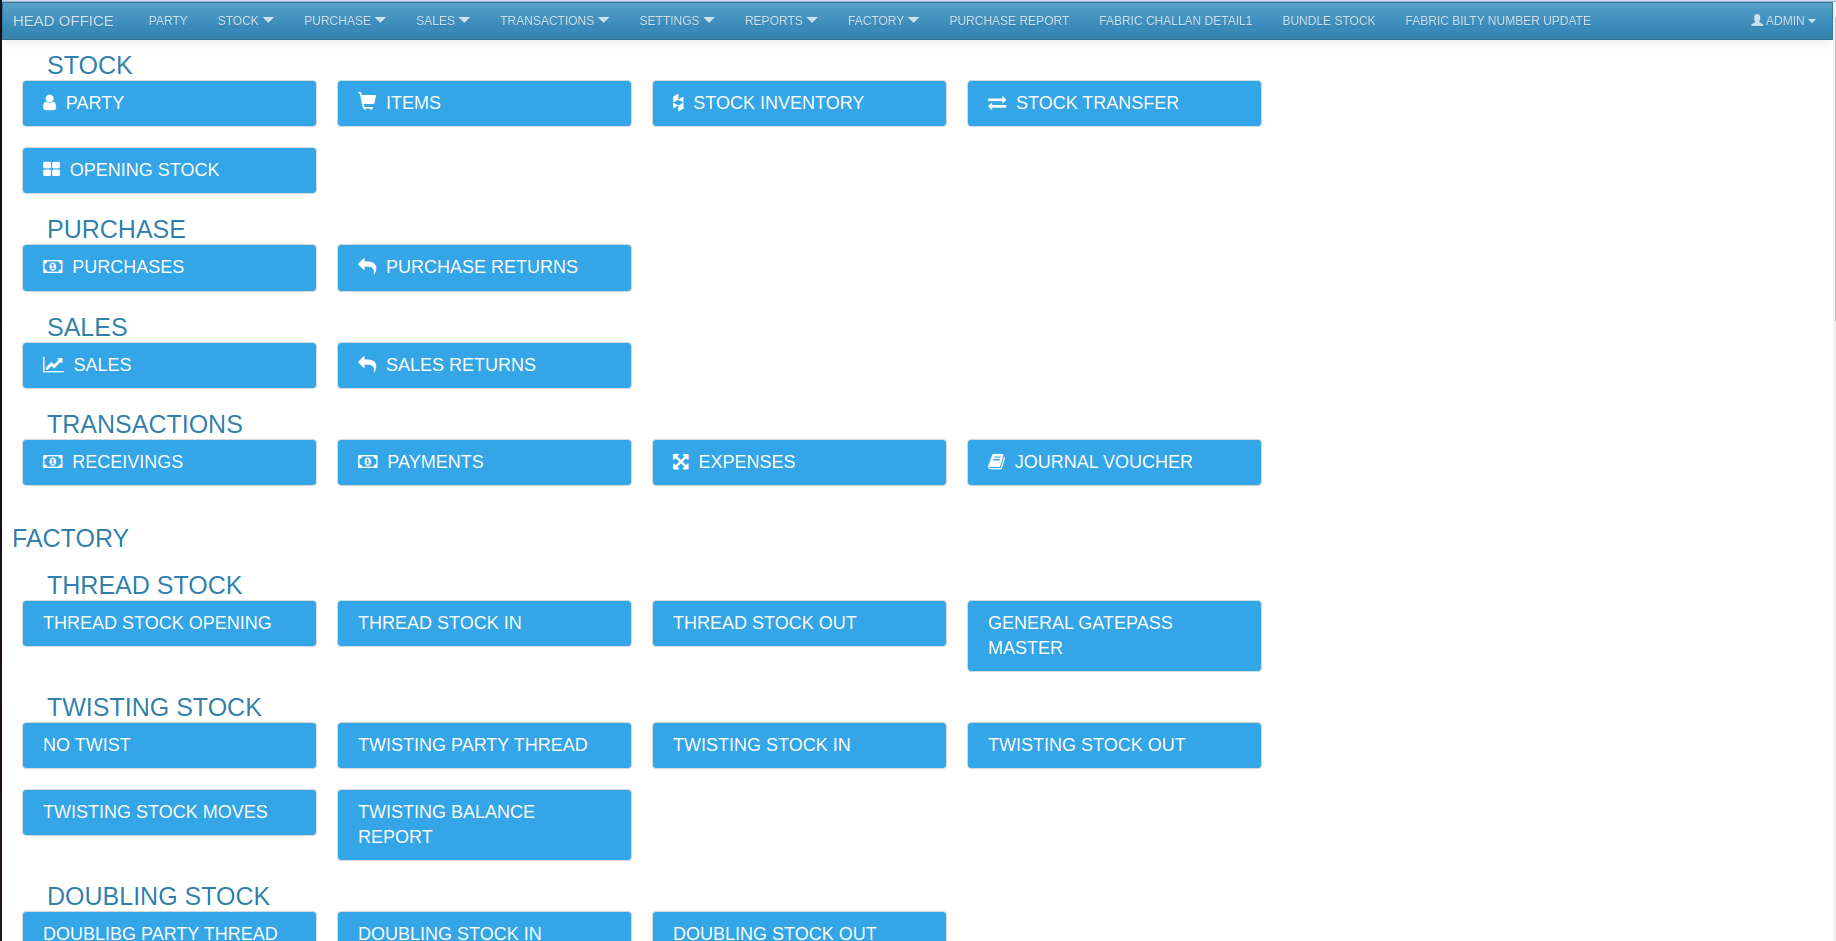 HEAD OFFICE PARTY STOCK PURCHASE SALES TRANSACTIONS SETTINGS REPORTS FACTORY PURCHASE REPORT FABRIC CHALLAN DETAIL1 BUNDLE STOCK FABRIC BILTY NUMBER UPDATE ADMIN
STOCK
PARTY ITEMS STOCK INVENTORY STOCK TRANSFER
OPENING STOCK
PURCHASE
PURCHASES PURCHASE RETURNS
SALES
SALES SALES RETURNS
TRANSACTIONS
RECEIVINGS PAYMENTS EXPENSES JOURNAL VOUCHER
FACTORY
THREAD STOCK
THREAD STOCK OPENING THREAD STOCK IN THREAD STOCK OUT GENERAL GATEPASS
MASTER
TWISTING STOCK
NO TWIST TWISTING PARTY THREAD TWISTING STOCK IN TWISTING STOCK OUT
TWISTING STOCK MOVES TWISTING BALANCE
REPORT
DOUBLING STOCK
DOUBLIBG PARTY THREAD DOUBLING STOCK IN DOUBLING STOCK OUT